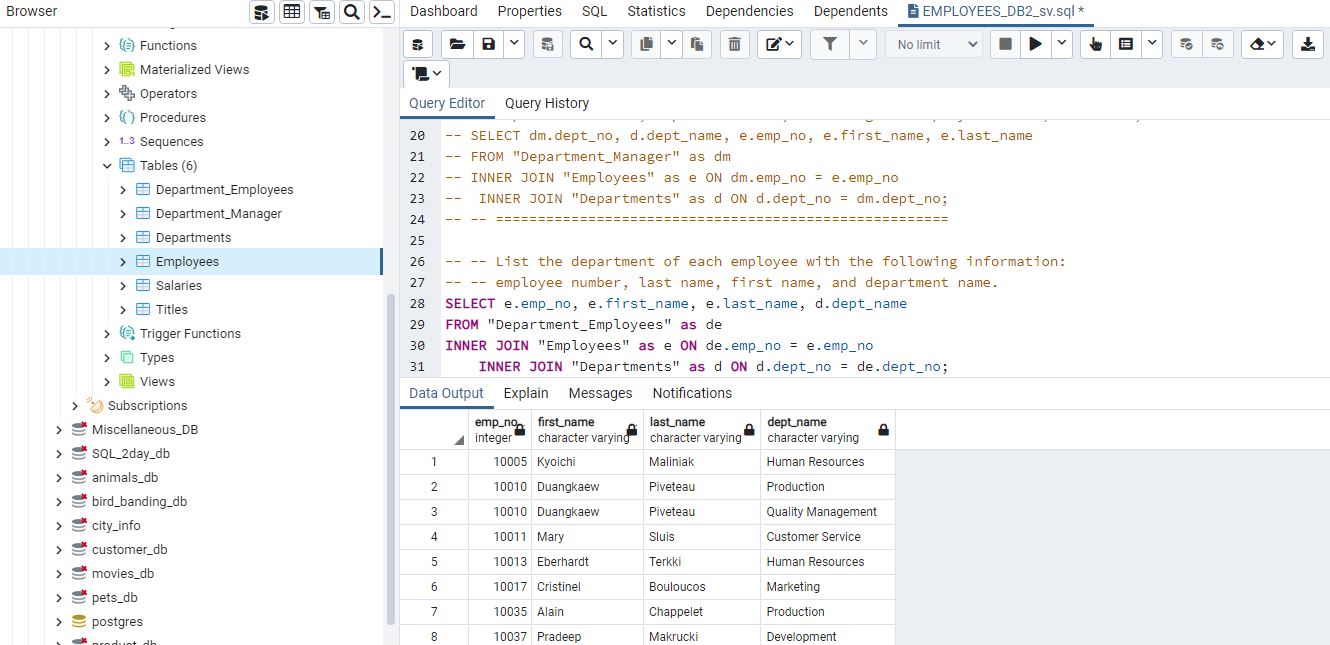 Browser
Functions
Materialized Views
Operators
Procedures
1..3 Sequences
Tables (6)
Department_Employees
Department_Manager
Departments
Employees
Salaries
Titles
Trigger Functions
Types
Views
Subscriptions
Miscellaneous_DB
SQL_2day_db
animals_db
bird_banding_db
city_info
customer_db
movies_db
pets_db
postgres
product_db
Dashboard Properties SQL Statistics Dependencies Dependents EMPLOYEES_DB2_sv.sql *
No limit
Query Editor Query History
20 -- SELECT dm.dept_no, d.dept_name, e.emp_no, e.first_name, e.last_name
21 -- FROM "Department_Manager" as dm
22 -- INNER JOIN "Employees" as e ON dm.emp_no = e.emp_no
23 --  INNER JOIN "Departments" as d ON d.dept_no = dm.dept_no;
24 -- -- ======================================================
25
26 -- -- List the department of each employee with the following information:
27 -- -- employee number, last name, first name, and department name.
28 SELECT e.emp_no, e.first_name, e.last_name, d.dept_name
29 FROM "Department_Employees" as de
30 INNER JOIN "Employees" as e ON de.emp_no = e.emp_no
31     INNER JOIN "Departments" as d ON d.dept_no = de.dept_no;
Data Output Explain Messages Notifications
emp_no first_name last_name dept_name
integer character varying character varying character varying
1 10005 Kyoichi Maliniak Human Resources
2 10010 Duangkaew Piveteau Production
3 10010 Duangkaew Piveteau Quality Management
4 10011 Mary Sluis Customer Service
5 10013 Eberhardt Terkki Human Resources
6 10017 Cristinel Bouloucos Marketing
7 10035 Alain Chappelet Production
8 10037 Pradeep Makrucki Development